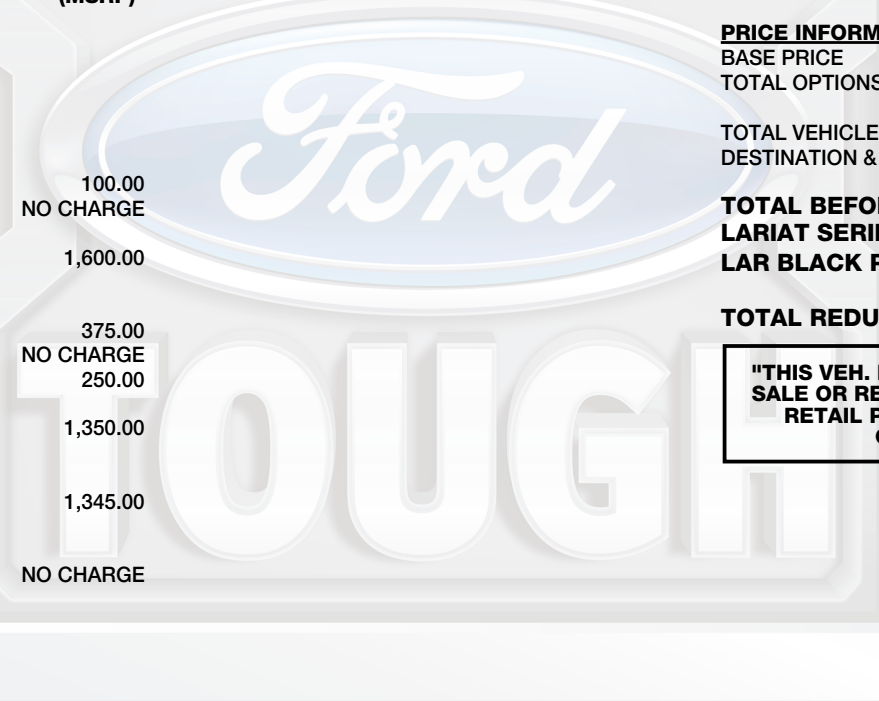 (MSRP)
100.00
NO CHARGE
1,600.00
375.00
NO CHARGE
250.00
1,350.00
1,345.00
NO CHARGE
PRICE INFORM
BASE PRICE
TOTAL OPTIONS
TOTAL VEHICLE
DESTINATION &
TOTAL BEFO
LARIAT SERI
LAR BLACK P
TOTAL REDU
"THIS VEH.
SALE OR RE
RETAIL P
Ford
TOUGH